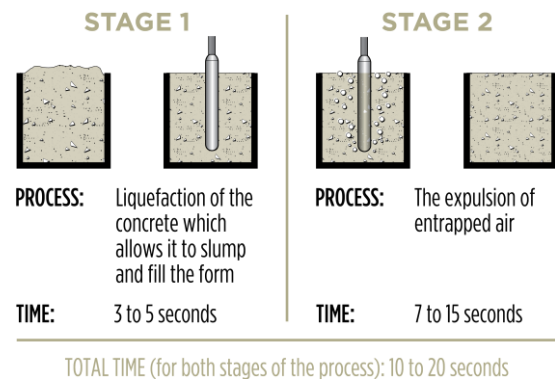 STAGE 1
PROCESS: Liquefaction of the
concrete which
allows it to slump
and fill the form
TIME: 3 to 5 seconds
STAGE 2
PROCESS: The expulsion of
entrapped air
TIME: 7 to 15 seconds
TOTAL TIME (for both stages of the process): 10 to 20 seconds